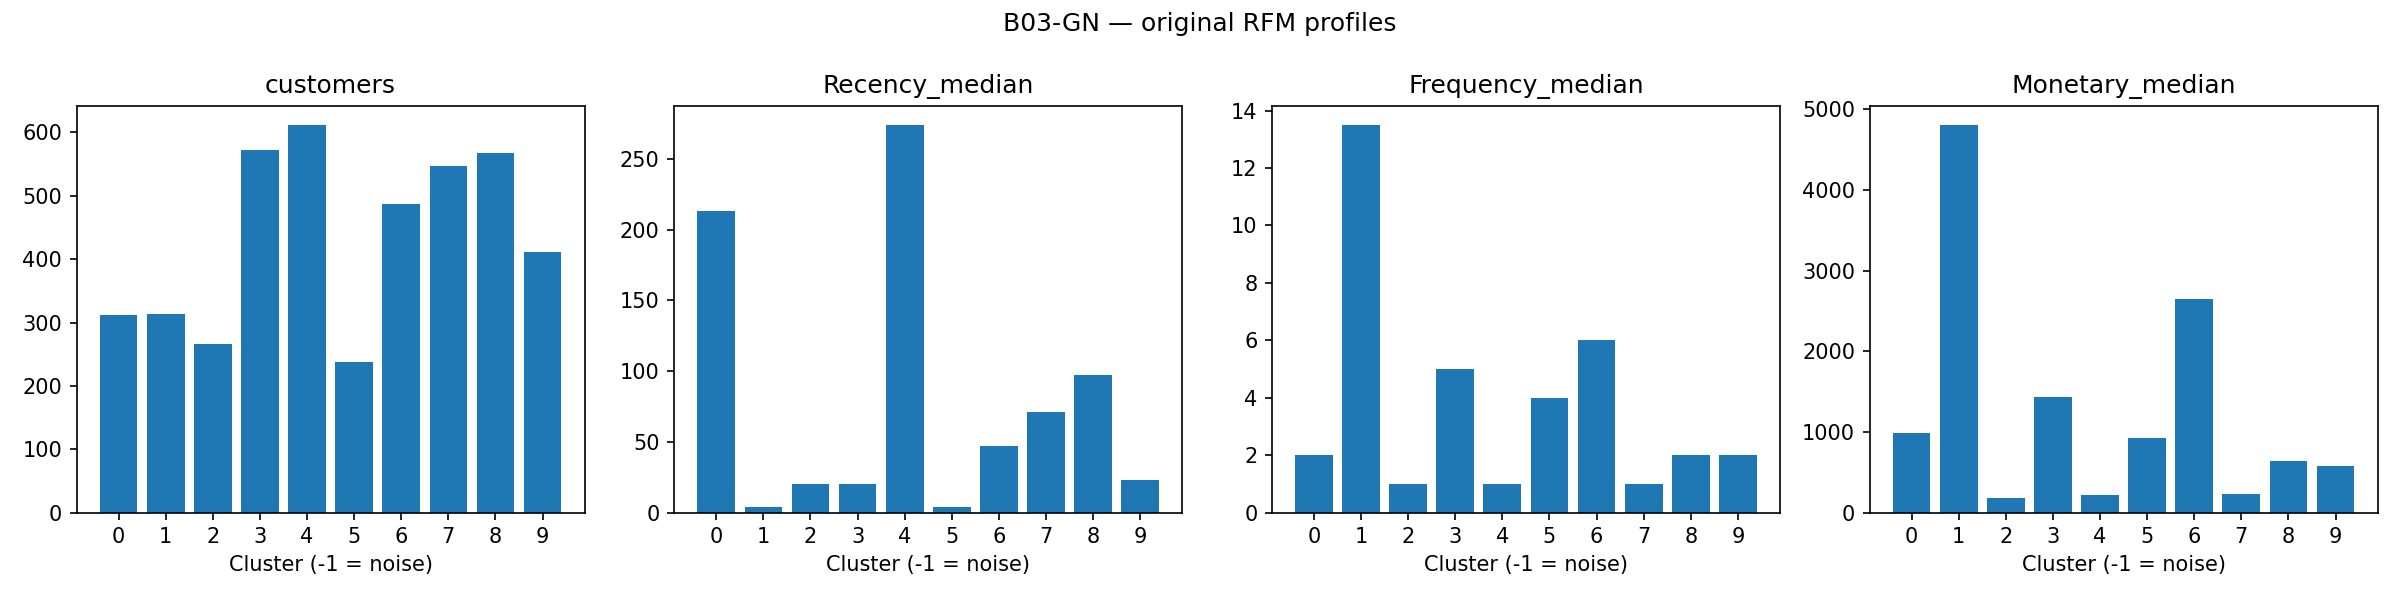 B03-GN — original RFM profiles
customers
600
500
400
300
200
100
0
0 1 2 3 4 5 6 7 8 9
Cluster (-1 = noise)
Recency_median
250
200
150
100
50
0
0 1 2 3 4 5 6 7 8 9
Cluster (-1 = noise)
Frequency_median
14
12
10
8
6
4
2
0
0 1 2 3 4 5 6 7 8 9
Cluster (-1 = noise)
Monetary_median
5000
4000
3000
2000
1000
0
0 1 2 3 4 5 6 7 8 9
Cluster (-1 = noise)